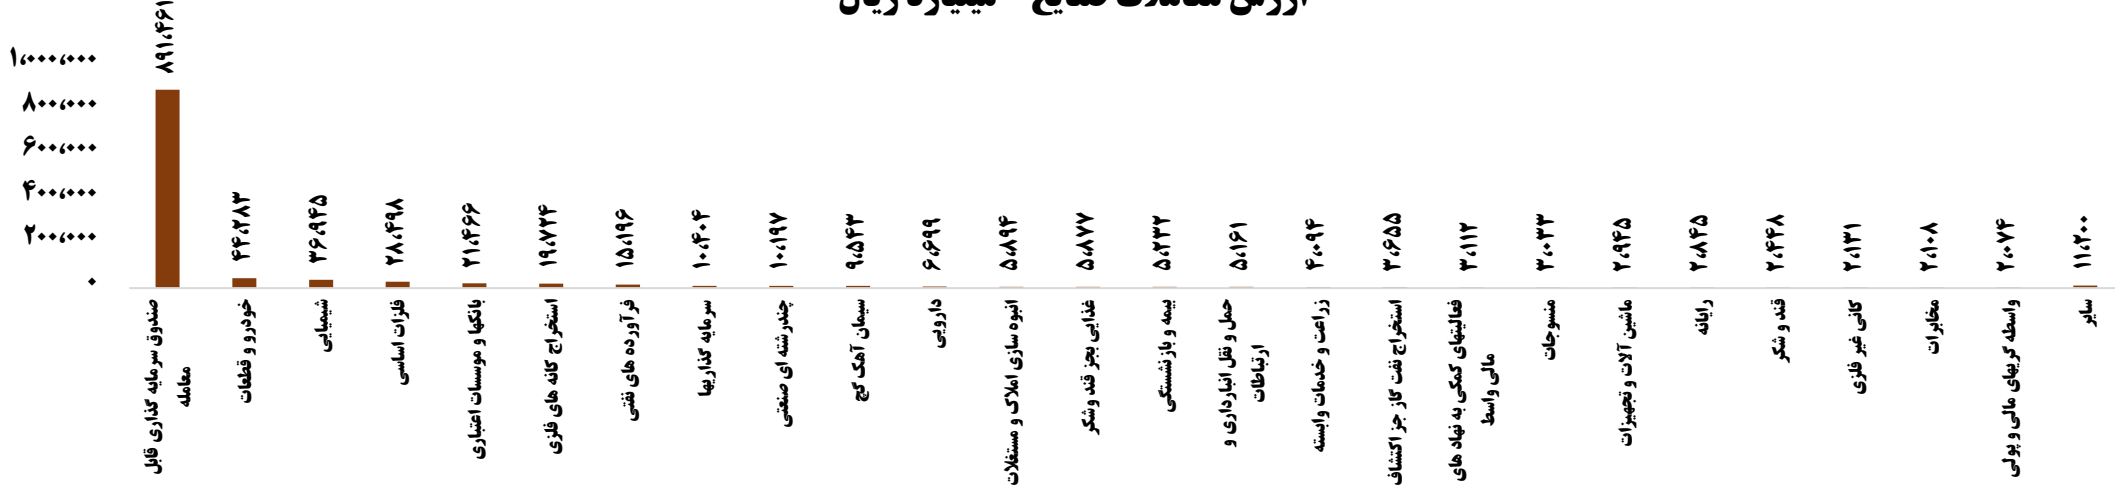 ارزش معاملات صنایع - میلیارد ریال
۱،۰۰۰،۰۰۰
۸۰۰،۰۰۰
۶۰۰،۰۰۰
۴۰۰،۰۰۰
۲۰۰،۰۰۰
۰
۸۹۱،۴۶۱
۴۴،۲۸۳
۳۶،۹۴۵
۲۸،۴۹۸
۲۱،۴۶۶
۱۹،۷۲۴
۱۵،۱۹۶
۱۰،۴۰۴
۱۰،۱۹۷
۹،۵۴۳
۶،۶۹۹
۵،۸۹۴
۵،۸۷۷
۵،۲۳۲
۵،۱۶۱
۴،۰۹۴
۳،۶۵۵
۳،۱۱۲
۳،۰۳۳
۲،۹۴۵
۲،۸۴۵
۲،۴۴۸
۲،۱۳۱
۲،۱۰۸
۲،۰۷۴
۱۱،۲۰۰
صندوق سرمایه گذاری قابل
معامله
خودرو و قطعات
شیمیایی
فلزات اساسی
بانکها و موسسات اعتباری
استخراج کانه های فلزی
فرآورده های نفتی
سرمایه گذاریها
چندرشته ای صنعتی
سیمان آهک گچ
دارویی
انبوه سازی املاک و مستغلات
غذایی بجز قند وشکر
بیمه و بازنشستگی
حمل و نقل انبارداری و
ارتباطات
زراعت و خدمات وابسته
استخراج نفت گاز جز اکتشاف
فعالیتهای کمکی به نهاد های
مالی واسط
منسوجات
ماشین آلات و تجهیزات
رایانه
قند و شکر
کانی غیر فلزی
مخابرات
واسطه گریهای مالی و پولی
سایر